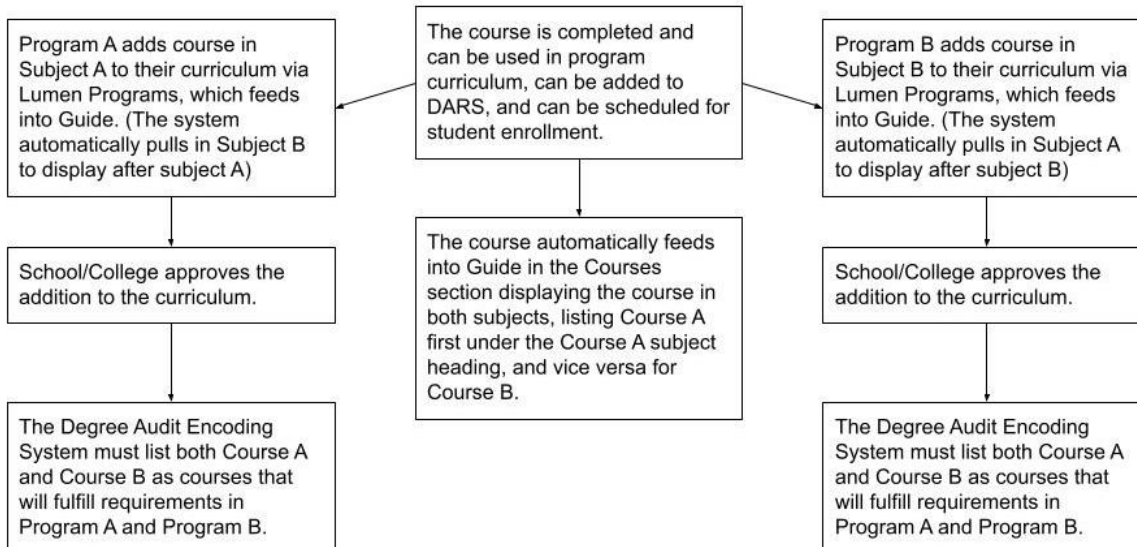 Program A adds course in
Subject A to their curriculum via
Lumen Programs, which feeds
into Guide. (The system
automatically pulls in Subject B
to display after subject A)
The course is completed and
can be used in program
curriculum, can be added to
DARS, and can be scheduled for
student enrollment.
Program B adds course in
Subject B to their curriculum via
Lumen Programs, which feeds
into Guide. (The system
automatically pulls in Subject A
to display after subject B)
School/College approves the
addition to the curriculum.
The course automatically feeds
into Guide in the Courses
section displaying the course in
both subjects, listing Course A
first under the Course A subject
heading, and vice versa for
Course B.
School/College approves the
addition to the curriculum.
The Degree Audit Encoding
System must list both Course A
and Course B as courses that
will fulfill requirements in
Program A and Program B.
The Degree Audit Encoding
System must list both Course A
and Course B as courses that
will fulfill requirements in
Program A and Program B.